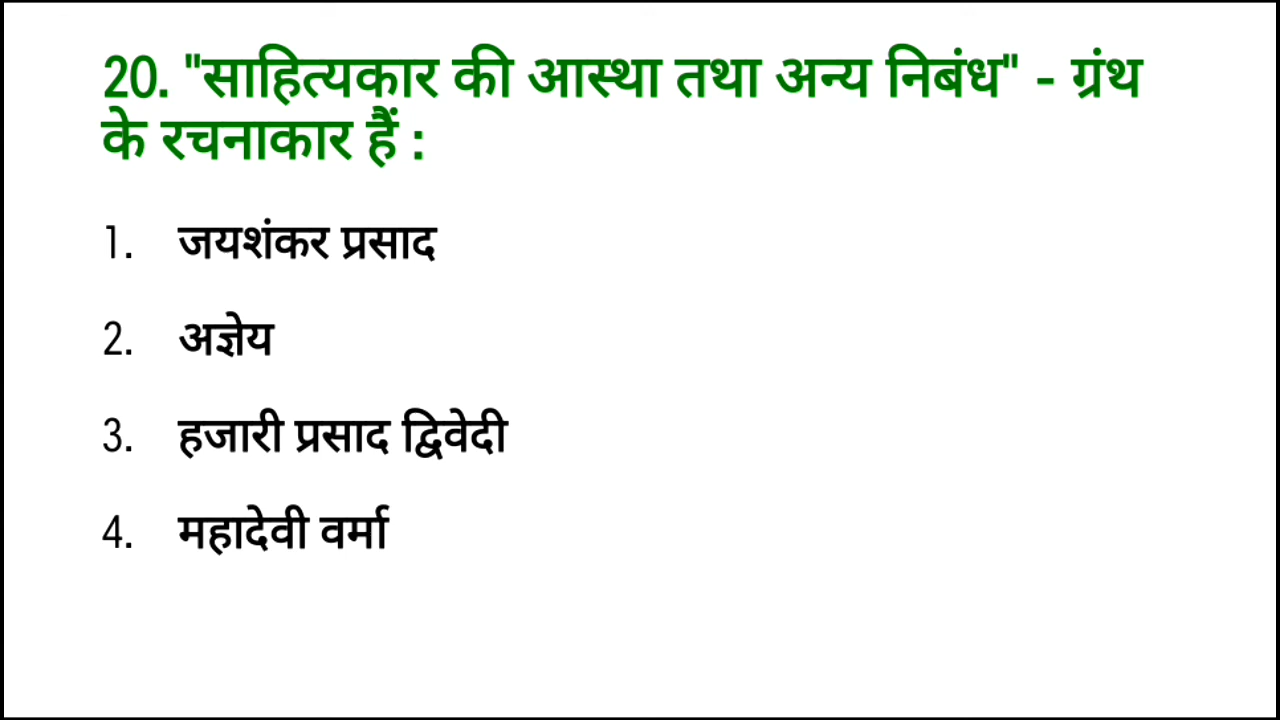 20. "साहित्यकार की आस्था तथा अन्य निबंध" - ग्रंथ
के रचनाकार हैं :
1. जयशंकर प्रसाद
2. अज्ञेय
3. हजारी प्रसाद द्विवेदी
4. महादेवी वर्मा